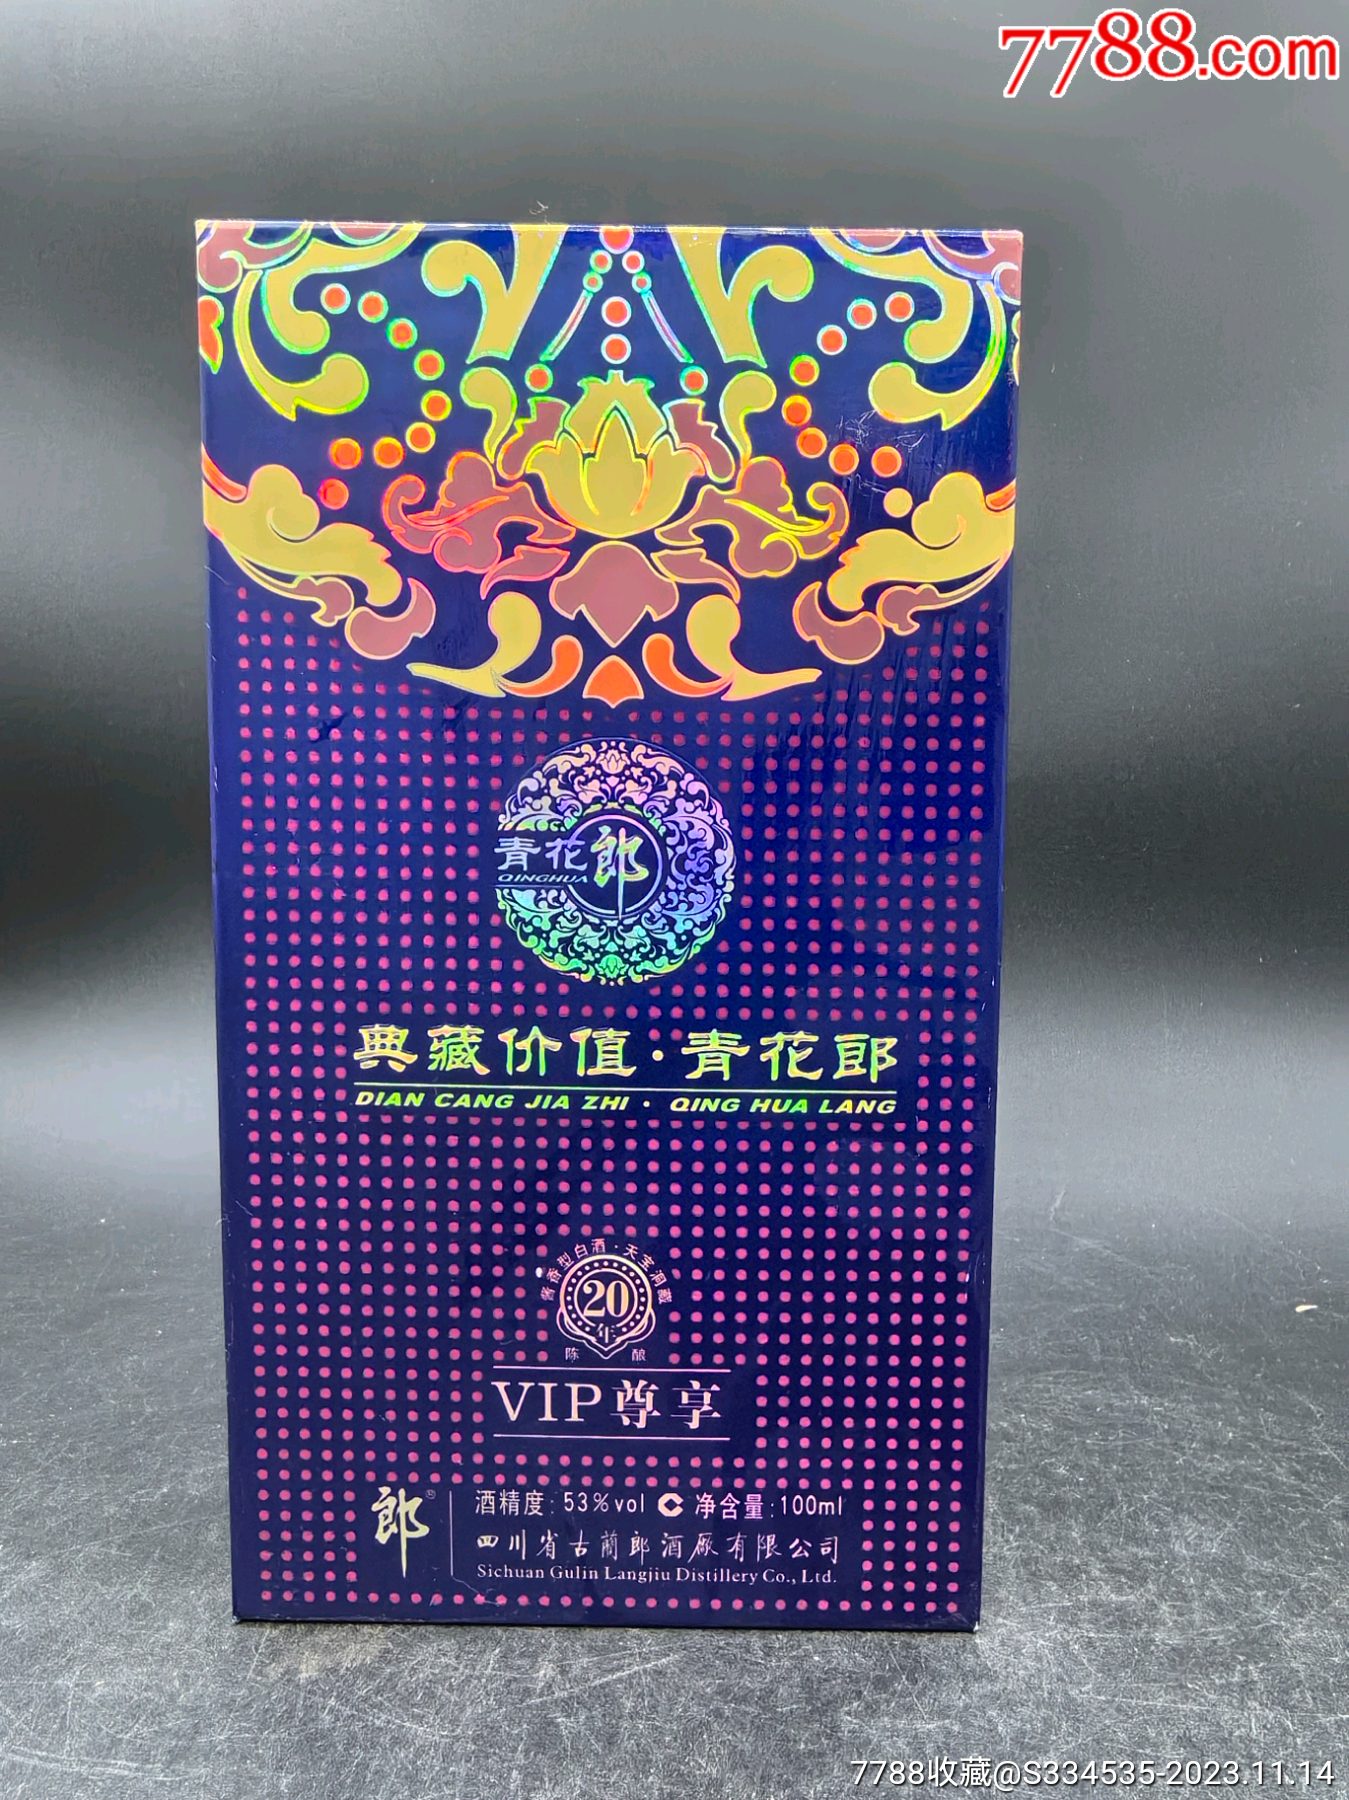 7788.com
青花郎
QINGHUA
典藏价值·青花郎
DIAN CANG JIA ZHI · QING HUA LANG
酱香型白酒·天宝洞藏
20
年
陈酿
VIP尊享
郎®
酒精度:53%vol 净含量:100ml
四川省古蔺郎酒厂有限公司
Sichuan Gulin Langjiu Distillery Co., Ltd.
7788收藏@S334535-2023.11.14